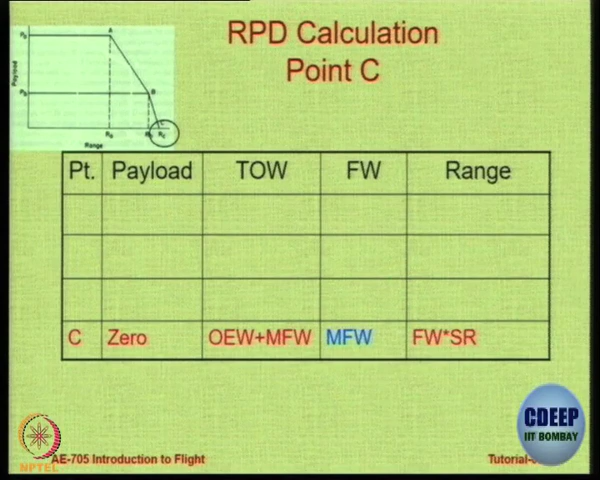 RPD Calculation
Point C
A
B
Payload
Range
Pt. Payload TOW FW Range
C Zero OEW+MFW MFW FW*SR
CDEEP
IIT BOMBAY
NPTEL
AE-705 Introduction to Flight